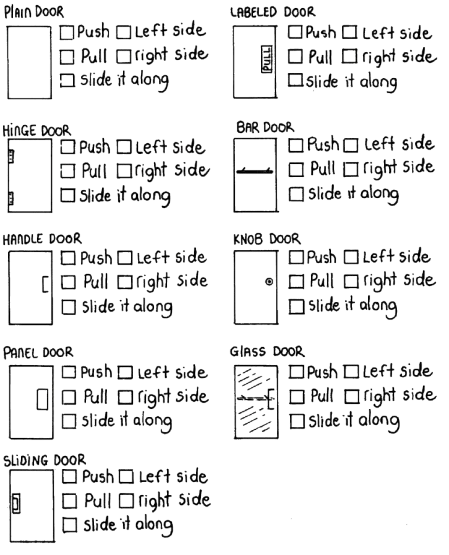 PLAIN DOOR
Push Left side
Pull right side
Slide it along
LABELED DOOR
PULL
Push Left side
Pull right side
Slide it along
HINGE DOOR
Push Left side
Pull right side
Slide it along
BAR DOOR
Push Left side
Pull right side
Slide it along
HANDLE DOOR
Push Left side
Pull right side
Slide it along
KNOB DOOR
Push Left side
Pull right side
Slide it along
PANEL DOOR
Push Left side
Pull right side
Slide it along
GLASS DOOR
Push Left side
Pull right side
Slide it along
SLIDING DOOR
Push Left side
Pull right side
Slide it along